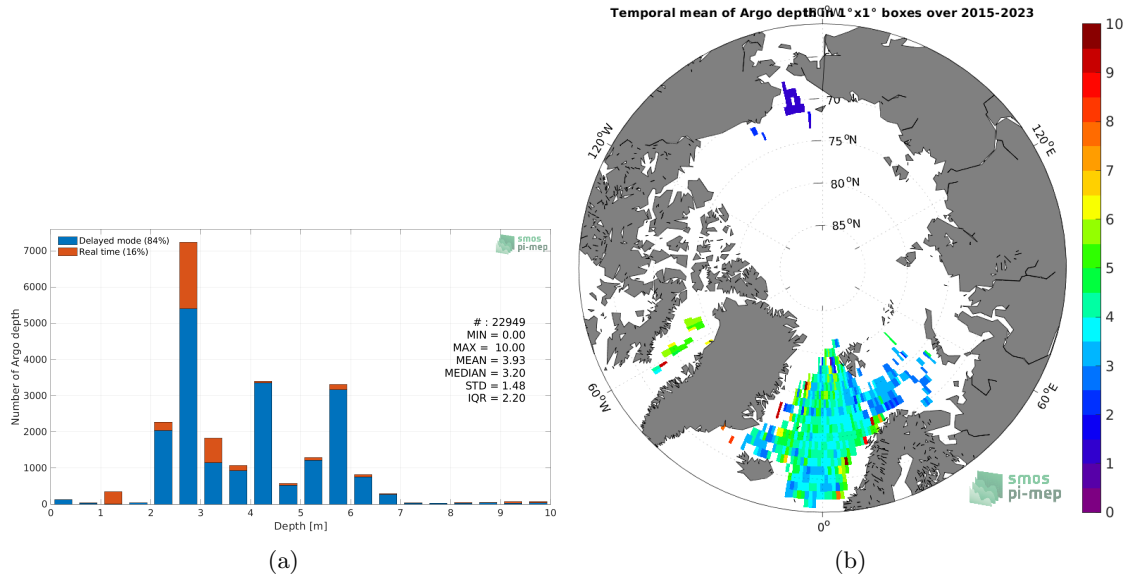 Delayed mode (84%)
Real time (16%)
smos
pi-mep
7000
6000
5000
4000
3000
2000
1000
0
Number of Argo depth
# : 22949
MIN = 0.00
MAX = 10.00
MEAN = 3.93
MEDIAN = 3.20
STD = 1.48
IQR = 2.20
0 1 2 3 4 5 6 7 8 9 10
Depth [m]
(a)
Temporal mean of Argo depth in 1°x1° boxes over 2015-2023
180°W
70°N
75°N
80°N
85°N
120°W
120°E
60°W
60°E
0°
smos
pi-mep
10
9
8
7
6
5
4
3
2
1
0
(b)